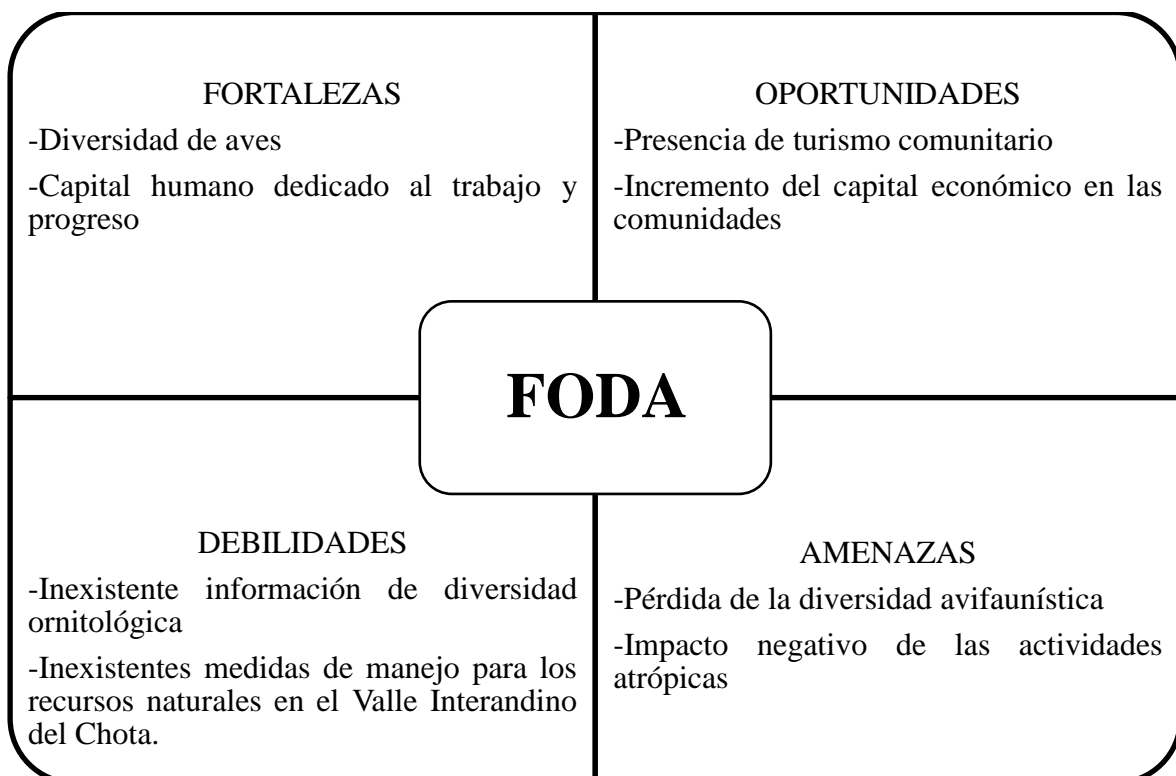 FORTALEZAS
-Diversidad de aves
-Capital humano dedicado al trabajo y
progreso
OPORTUNIDADES
-Presencia de turismo comunitario
-Incremento del capital económico en las
comunidades
FODA
DEBILIDADES
-Inexistente información de diversidad
ornitológica
-Inexistentes medidas de manejo para los
recursos naturales en el Valle Interandino
del Chota.
AMENAZAS
-Pérdida de la diversidad avifaunística
-Impacto negativo de las actividades
atrópicas